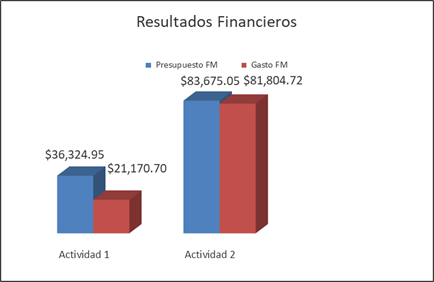 Resultados Financieros
Presupuesto FM Gasto FM
$83,675.05 $81,804.72
$36,324.95
$21,170.70
Actividad 1 Actividad 2